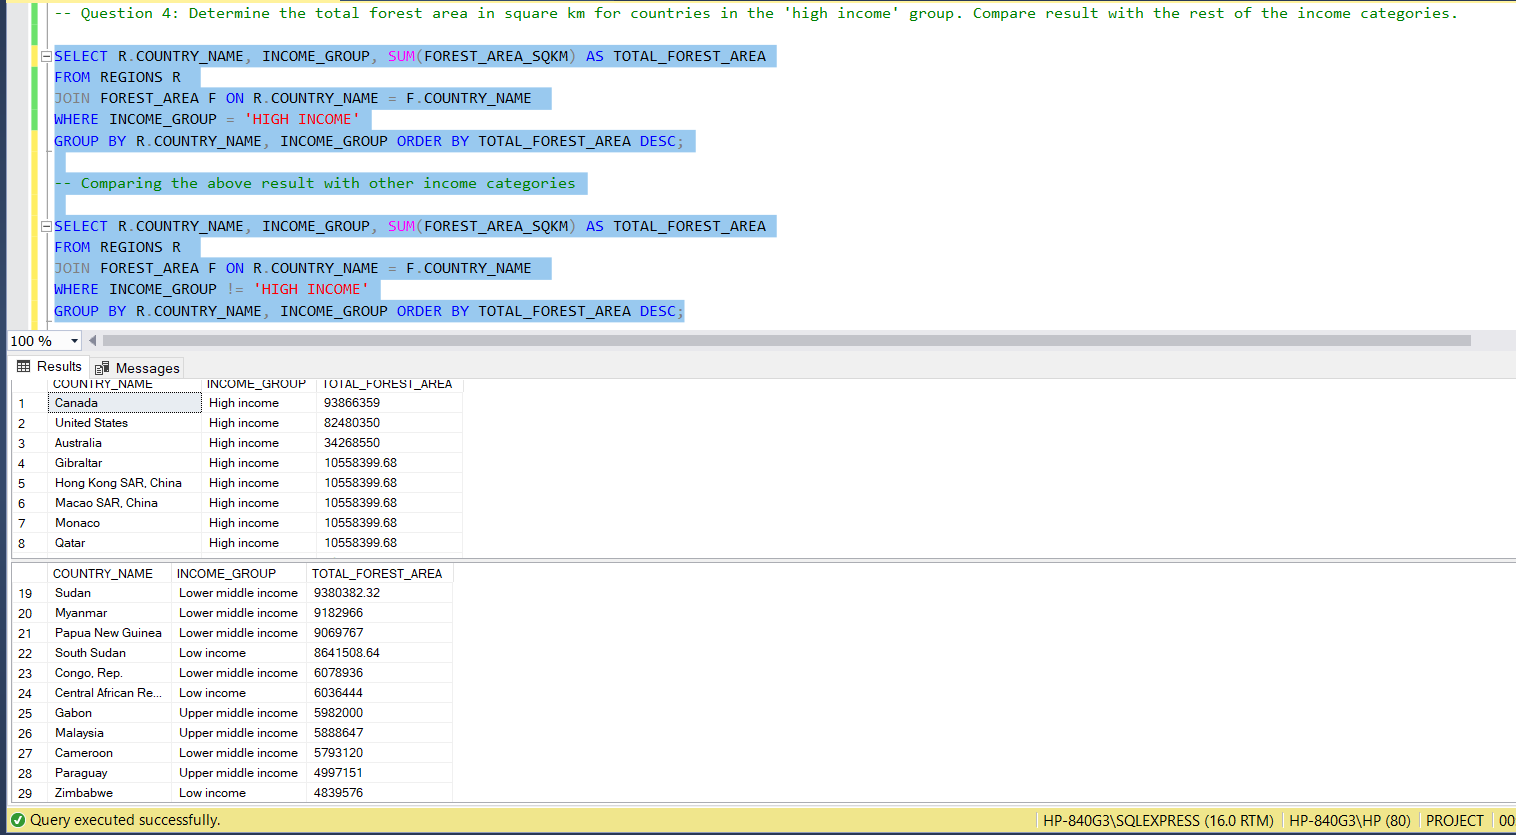 -- Question 4: Determine the total forest area in square km for countries in the 'high income' group. Compare result with the rest of the income categories.
SELECT R.COUNTRY_NAME, INCOME_GROUP, SUM(FOREST_AREA_SQKM) AS TOTAL_FOREST_AREA
FROM REGIONS R
JOIN FOREST_AREA F ON R.COUNTRY_NAME = F.COUNTRY_NAME
WHERE INCOME_GROUP = 'HIGH INCOME'
GROUP BY R.COUNTRY_NAME, INCOME_GROUP ORDER BY TOTAL_FOREST_AREA DESC;
-- Comparing the above result with other income categories
SELECT R.COUNTRY_NAME, INCOME_GROUP, SUM(FOREST_AREA_SQKM) AS TOTAL_FOREST_AREA
FROM REGIONS R
JOIN FOREST_AREA F ON R.COUNTRY_NAME = F.COUNTRY_NAME
WHERE INCOME_GROUP != 'HIGH INCOME'
GROUP BY R.COUNTRY_NAME, INCOME_GROUP ORDER BY TOTAL_FOREST_AREA DESC;
100 %
Results Messages
COUNTRY_NAME INCOME_GROUP TOTAL_FOREST_AREA
1 Canada High income 93866359
2 United States High income 82480350
3 Australia High income 34268550
4 Gibraltar High income 10558399.68
5 Hong Kong SAR, China High income 10558399.68
6 Macao SAR, China High income 10558399.68
7 Monaco High income 10558399.68
8 Qatar High income 10558399.68
COUNTRY_NAME INCOME_GROUP TOTAL_FOREST_AREA
19 Sudan Lower middle income 9380382.32
20 Myanmar Lower middle income 9182966
21 Papua New Guinea Lower middle income 9069767
22 South Sudan Low income 8641508.64
23 Congo, Rep. Lower middle income 6078936
24 Central African Re... Low income 6036444
25 Gabon Upper middle income 5982000
26 Malaysia Upper middle income 5888647
27 Cameroon Lower middle income 5793120
28 Paraguay Upper middle income 4997151
29 Zimbabwe Low income 4839576
Query executed successfully. HP-840G3\SQLEXPRESS (16.0 RTM) HP-840G3\HP (80) PROJECT 00